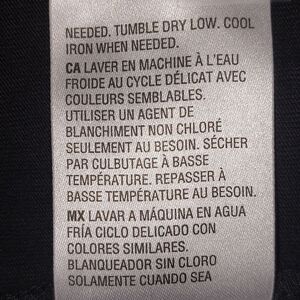 NEEDED. TUMBLE DRY LOW. COOL
IRON WHEN NEEDED.
CA LAVER EN MACHINE À L'EAU
FROIDE AU CYCLE DÉLICAT AVEC
COULEURS SEMBLABLES.
UTILISER UN AGENT DE
BLANCHIMENT NON CHLORÉ
SEULEMENT AU BESOIN. SÉCHER
PAR CULBUTAGE À BASSE
TEMPÉRATURE. REPASSER À
BASSE TEMPÉRATURE AU BESOIN.
MX LAVAR A MÁQUINA EN AGUA
FRÍA CICLO DELICADO CON
COLORES SIMILARES.
BLANQUEADOR SIN CLORO
SOLAMENTE CUANDO SEA